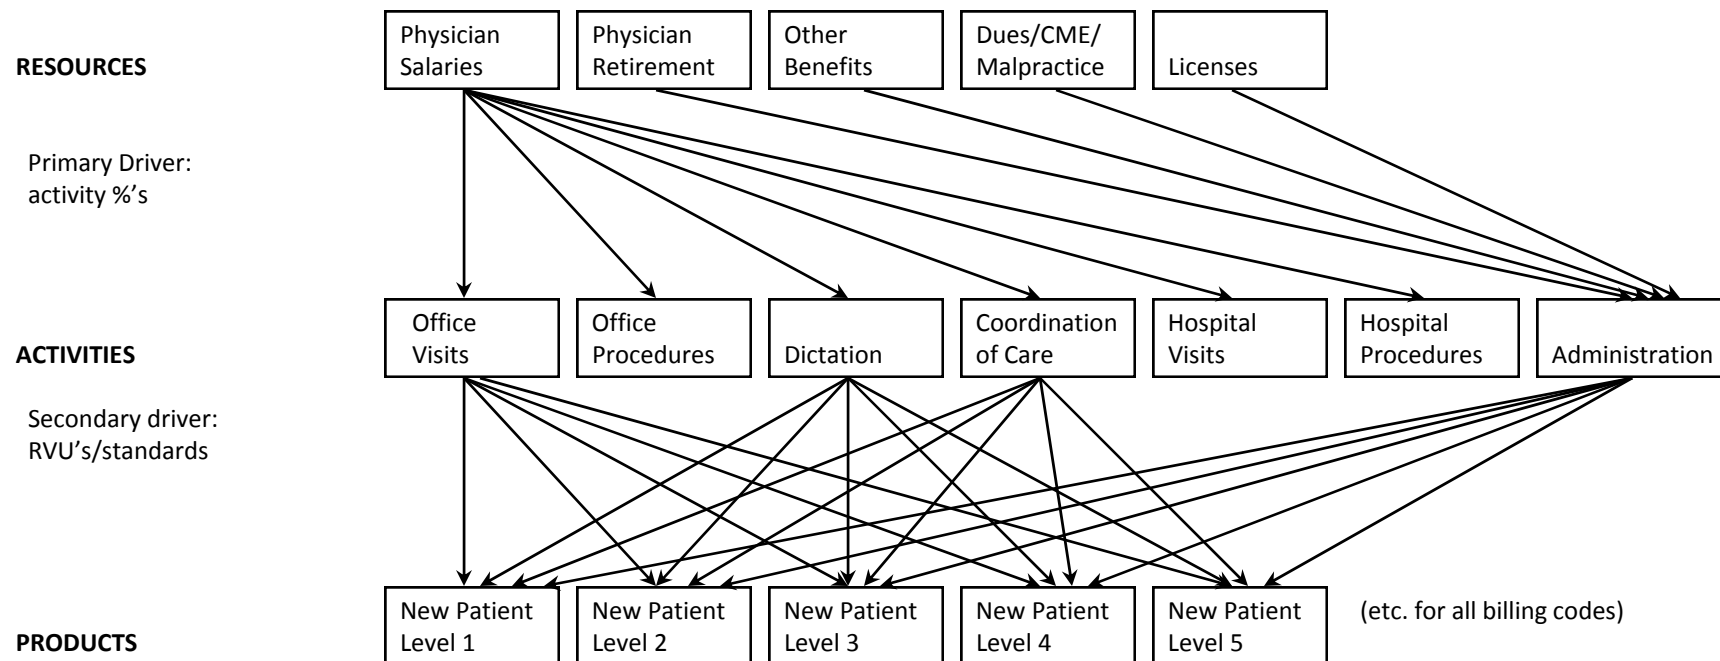 RESOURCES
Physician
Salaries
Physician
Retirement
Other
Benefits
Dues/CME/
Malpractice
Licenses
Primary Driver:
activity %'s
ACTIVITIES
Office
Visits
Office
Procedures
Dictation
Coordination
of Care
Hospital
Visits
Hospital
Procedures
Administration
Secondary driver:
RVU’s/standards
PRODUCTS
New Patient
Level 1
New Patient
Level 2
New Patient
Level 3
New Patient
Level 4
New Patient
Level 5
(etc. for all billing codes)